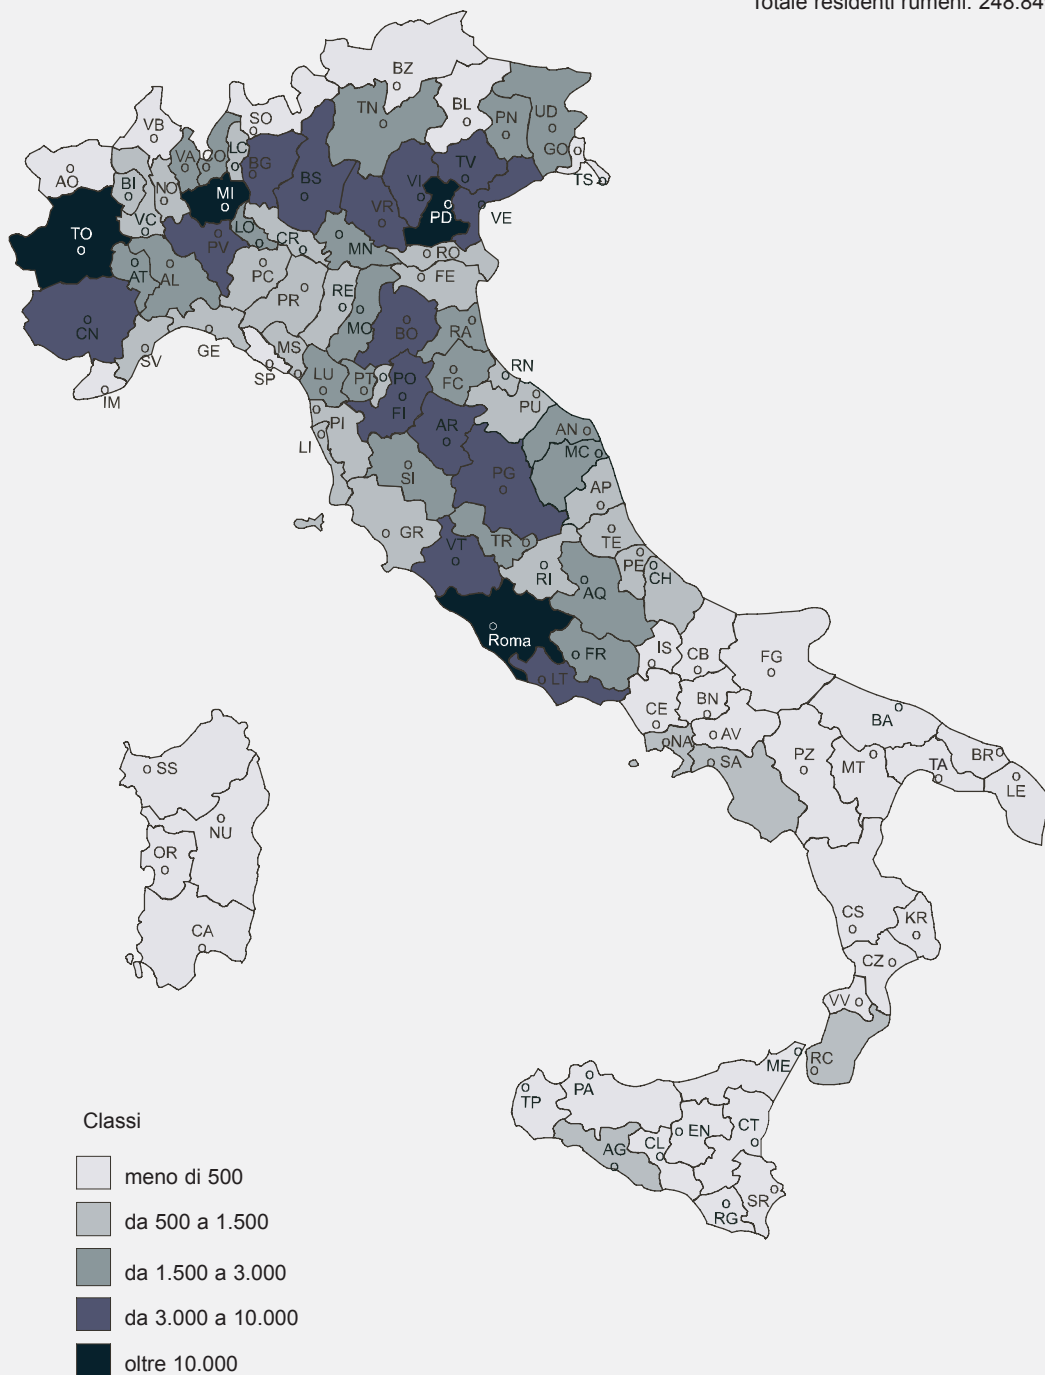 Totale residenti rumeni: 248.84
BZ
TN
BL
PN
UD
GO
TS
SO
VB
VA
CO
LC
BG
BS
TV
VI
VR
PD
VE
AO
BI
NO
MI
VC
TO
PV
LO
CR
MN
RO
AT
AL
PC
PR
RE
FE
CN
MO
BO
RA
SV
GE
MS
SP
IM
LU
PT
PO
FI
FC
RN
PU
LI
PI
AR
AN
MC
SI
PG
AP
GR
VT
TR
TE
PE
CH
RI
AQ
Roma
FR
LT
IS
CB
FG
CE
BN
BA
NA
AV
SA
PZ
MT
TA
BR
LE
SS
NU
OR
CA
CS
KR
CZ
VV
RC
ME
PA
TP
EN
CT
CL
AG
SR
RG
Classi
meno di 500
da 500 a 1.500
da 1.500 a 3.000
da 3.000 a 10.000
oltre 10.000